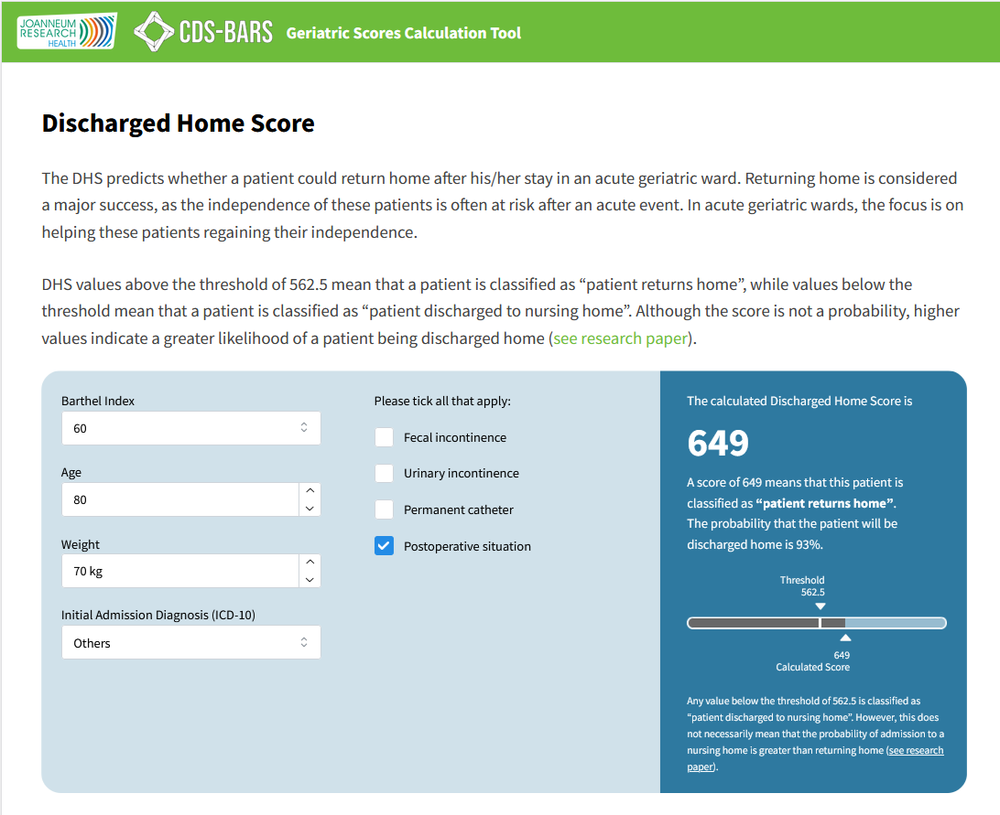 JOANNEUM
RESEARCH
HEALTH
CDS-BARS
Geriatric Scores Calculation Tool
Discharged Home Score
The DHS predicts whether a patient could return home after his/her stay in an acute geriatric ward. Returning home is considered
a major success, as the independence of these patients is often at risk after an acute event. In acute geriatric wards, the focus is on
helping these patients regaining their independence.
DHS values above the threshold of 562.5 mean that a patient is classified as “patient returns home”, while values below the
threshold mean that a patient is classified as “patient discharged to nursing home”. Although the score is not a probability, higher
values indicate a greater likelihood of a patient being discharged home (see research paper).
Barthel Index
60
Age
80
Weight
70 kg
Initial Admission Diagnosis (ICD-10)
Others
Please tick all that apply:
Fecal incontinence
Urinary incontinence
Permanent catheter
Postoperative situation
The calculated Discharged Home Score is
649
A score of 649 means that this patient is
classified as “patient returns home”.
The probability that the patient will be
discharged home is 93%.
Threshold
562.5
649
Calculated Score
Any value below the threshold of 562.5 is classified as
“patient discharged to nursing home”. However, this does
not necessarily mean that the probability of admission to a
nursing home is greater than returning home (see research
paper).